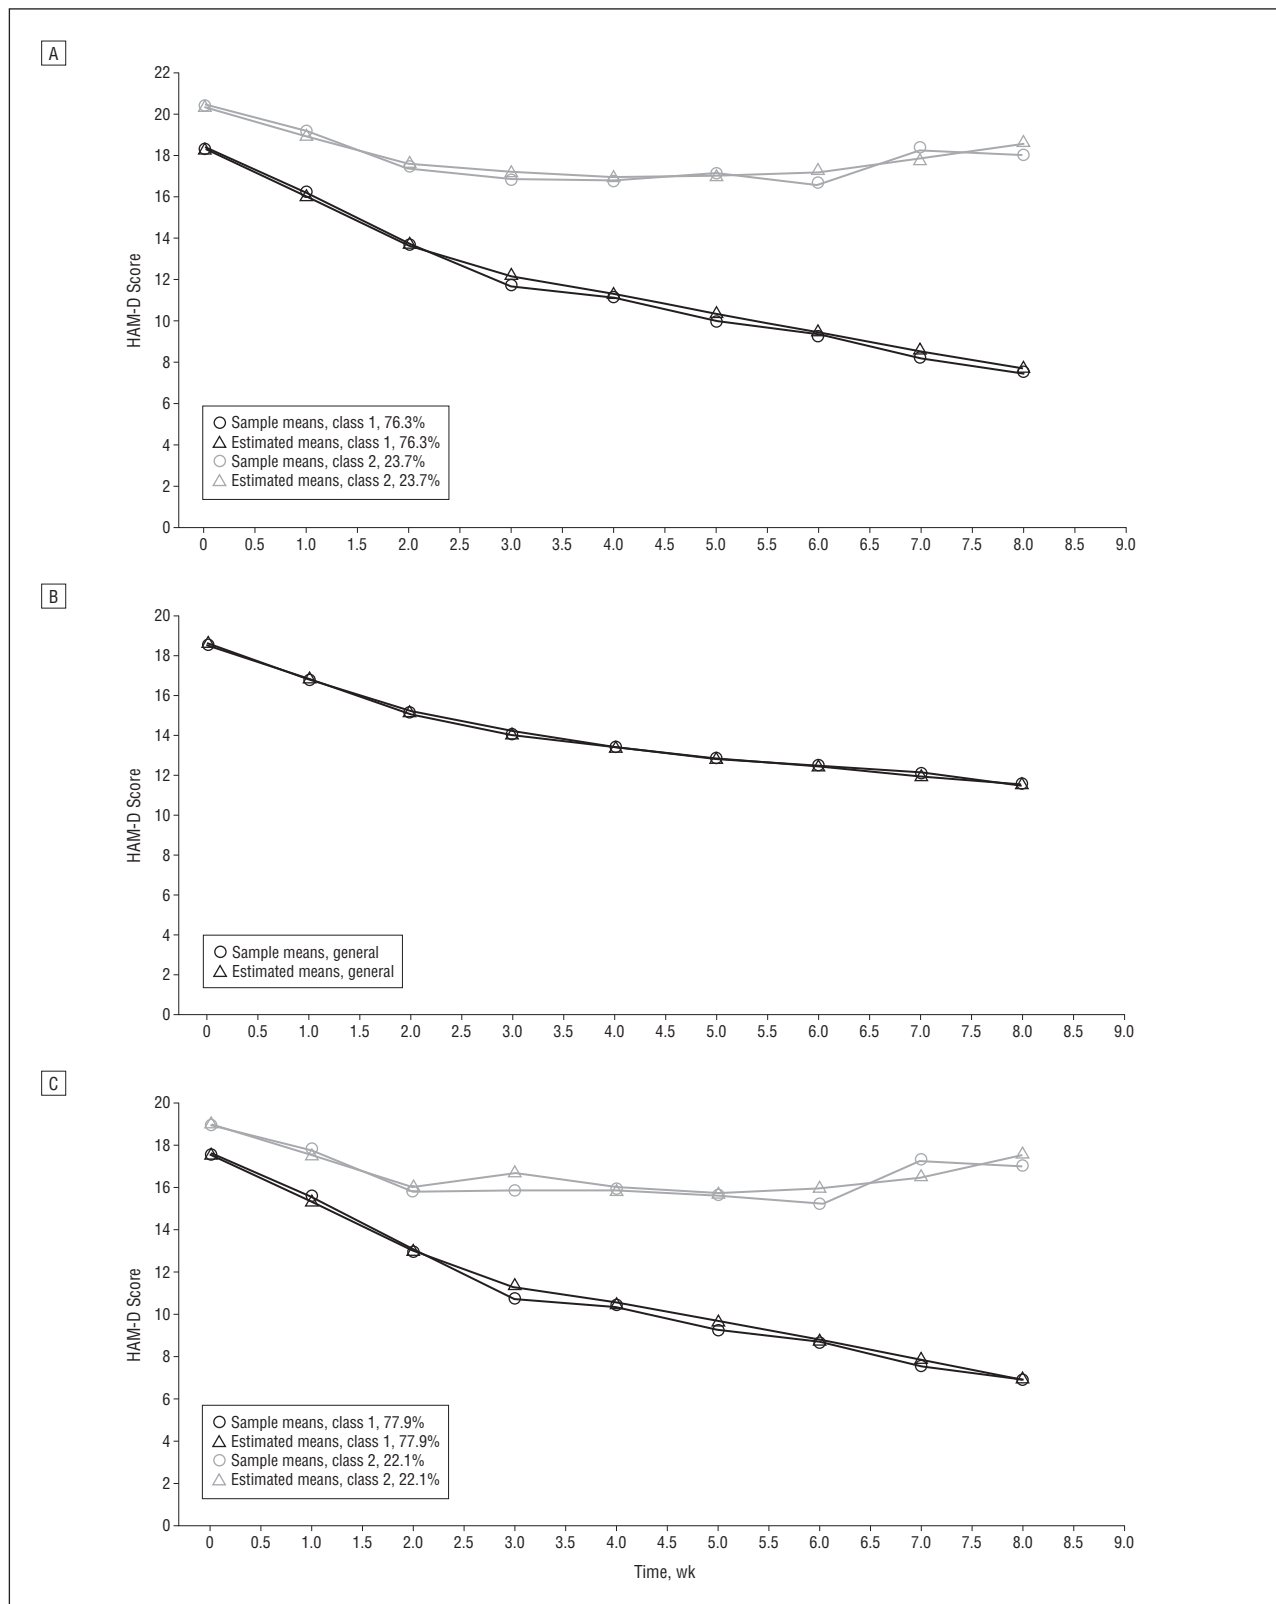 A
22
20
18
16
14
12
10
8
6
4
2
0
HAM-D Score
Sample means, class 1, 76.3%
Estimated means, class 1, 76.3%
Sample means, class 2, 23.7%
Estimated means, class 2, 23.7%
0 0.5 1.0 1.5 2.0 2.5 3.0 3.5 4.0 4.5 5.0 5.5 6.0 6.5 7.0 7.5 8.0 8.5 9.0
B
20
18
16
14
12
10
8
6
4
2
0
HAM-D Score
Sample means, general
Estimated means, general
0 0.5 1.0 1.5 2.0 2.5 3.0 3.5 4.0 4.5 5.0 5.5 6.0 6.5 7.0 7.5 8.0 8.5 9.0
C
20
18
16
14
12
10
8
6
4
2
0
HAM-D Score
Sample means, class 1, 77.9%
Estimated means, class 1, 77.9%
Sample means, class 2, 22.1%
Estimated means, class 2, 22.1%
0 0.5 1.0 1.5 2.0 2.5 3.0 3.5 4.0 4.5 5.0 5.5 6.0 6.5 7.0 7.5 8.0 8.5 9.0
Time, wk